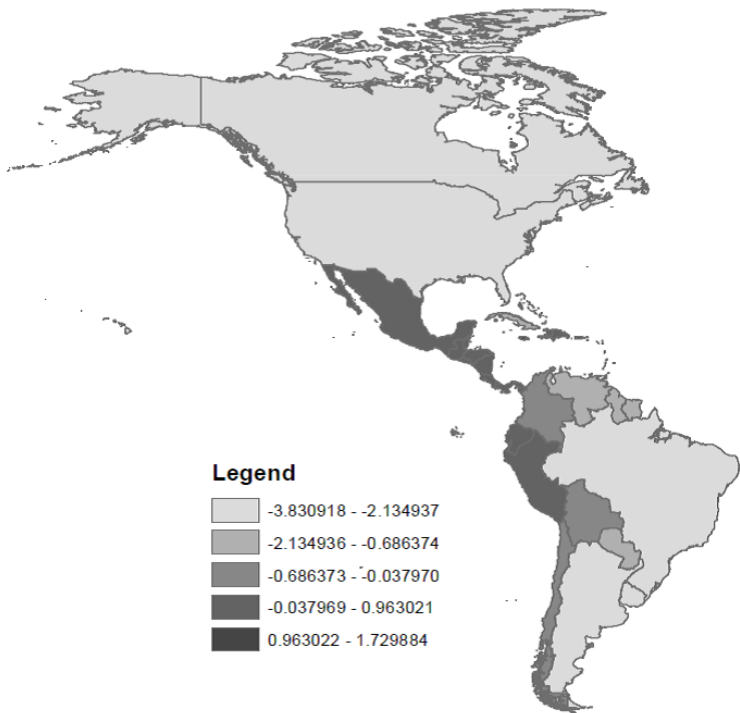 Legend
-3.830918 - -2.134937
-2.134936 - -0.686374
-0.686373 - -0.037970
-0.037969 - 0.963021
0.963022 - 1.729884